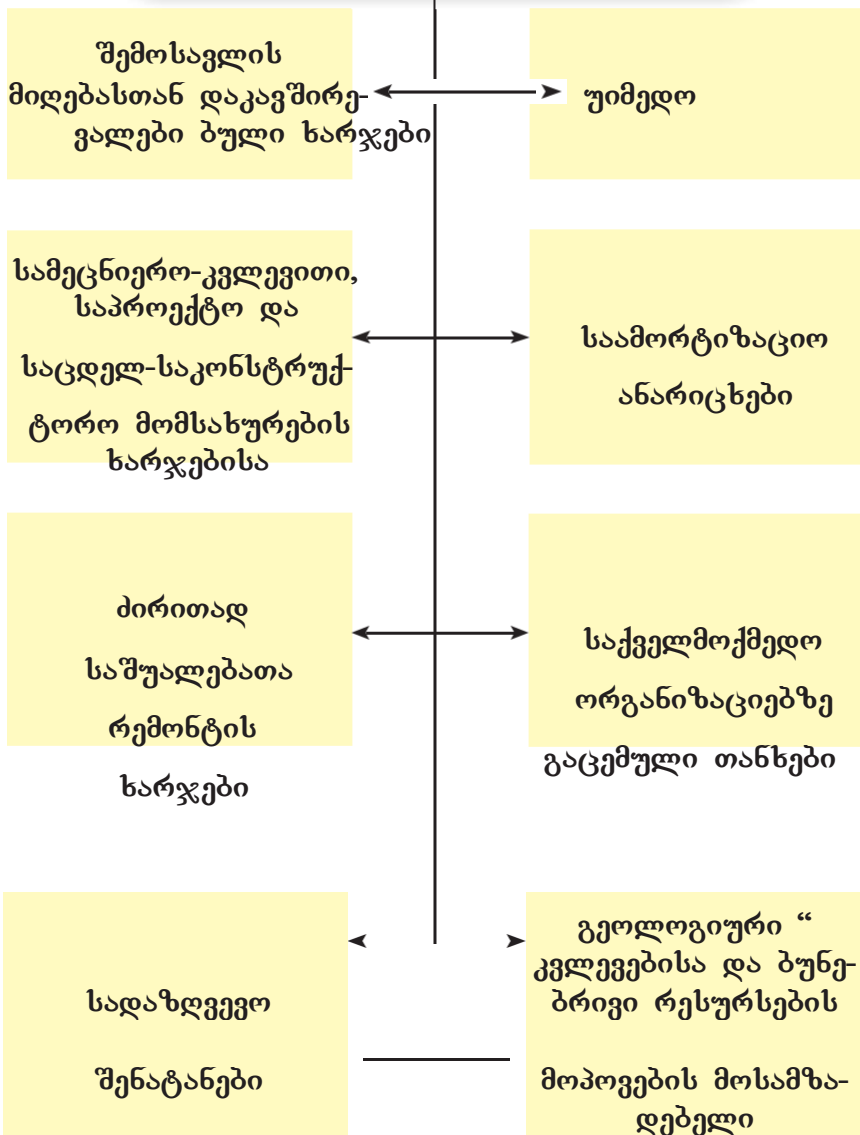 შემოსავლის
მიღებასთან დაკავშირე-
ვალები ბული ხარჯები
უიმედო
სამეცნიერო-კვლევითი,
საპროექტო და
საცდელ-საკონსტრუქ-
ტორო მომსახურების
ხარჯებისა
საამორტიზაციო
ანარიცხები
ძირითად
საშუალებათა
რემონტის
ხარჯები
საქველმოქმედო
ორგანიზაციებზე
გაცემული თანხები
სადაზღვევო
შენატანები
გეოლოგიური “
კვლევებისა და ბუნე-
ბრივი რესურსების
მოპოვების მოსამზა-
დებელი